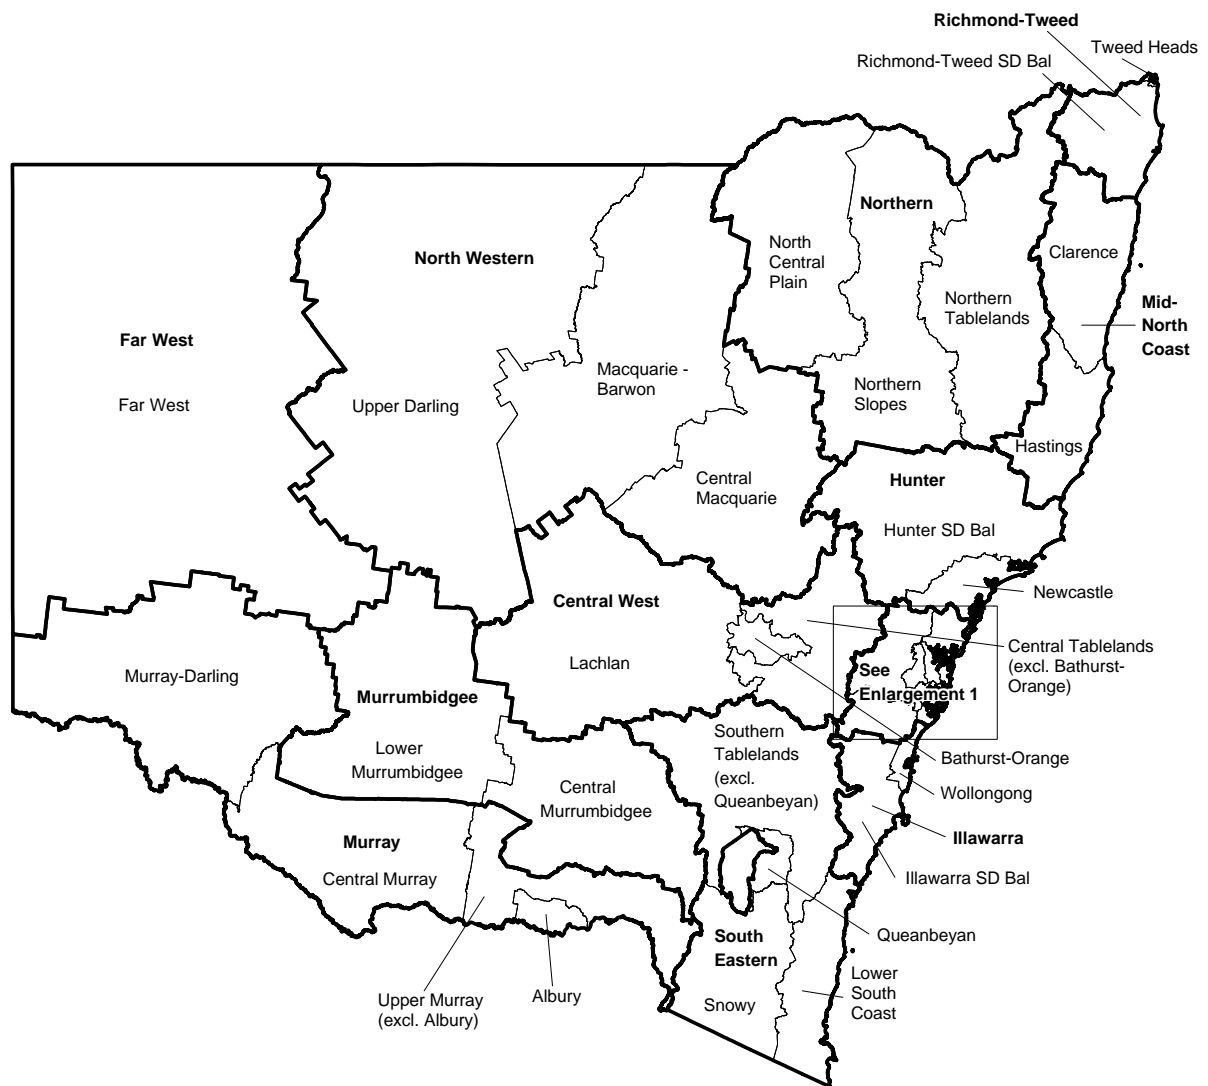 Richmond-Tweed
Tweed Heads
Richmond-Tweed SD Bal
Northern
North
Central
Plain
Clarence
North Western
Northern
Tablelands
Mid-
North
Coast
Far West
Far West
Upper Darling
Macquarie -
Barwon
Northern
Slopes
Hastings
Central
Macquarie
Hunter
Hunter SD Bal
Newcastle
Central West
Lachlan
Central Tablelands
(excl. Bathurst-
Orange)
See
Enlargement 1
Murray-Darling
Murrumbidgee
Lower
Murrumbidgee
Southern
Tablelands
(excl.
Queanbeyan)
Bathurst-Orange
Wollongong
Central
Murrumbidgee
Illawarra
Murray
Central Murray
Illawarra SD Bal
Queanbeyan
South
Eastern
Snowy
Lower
South
Coast
Upper Murray
(excl. Albury)
Albury